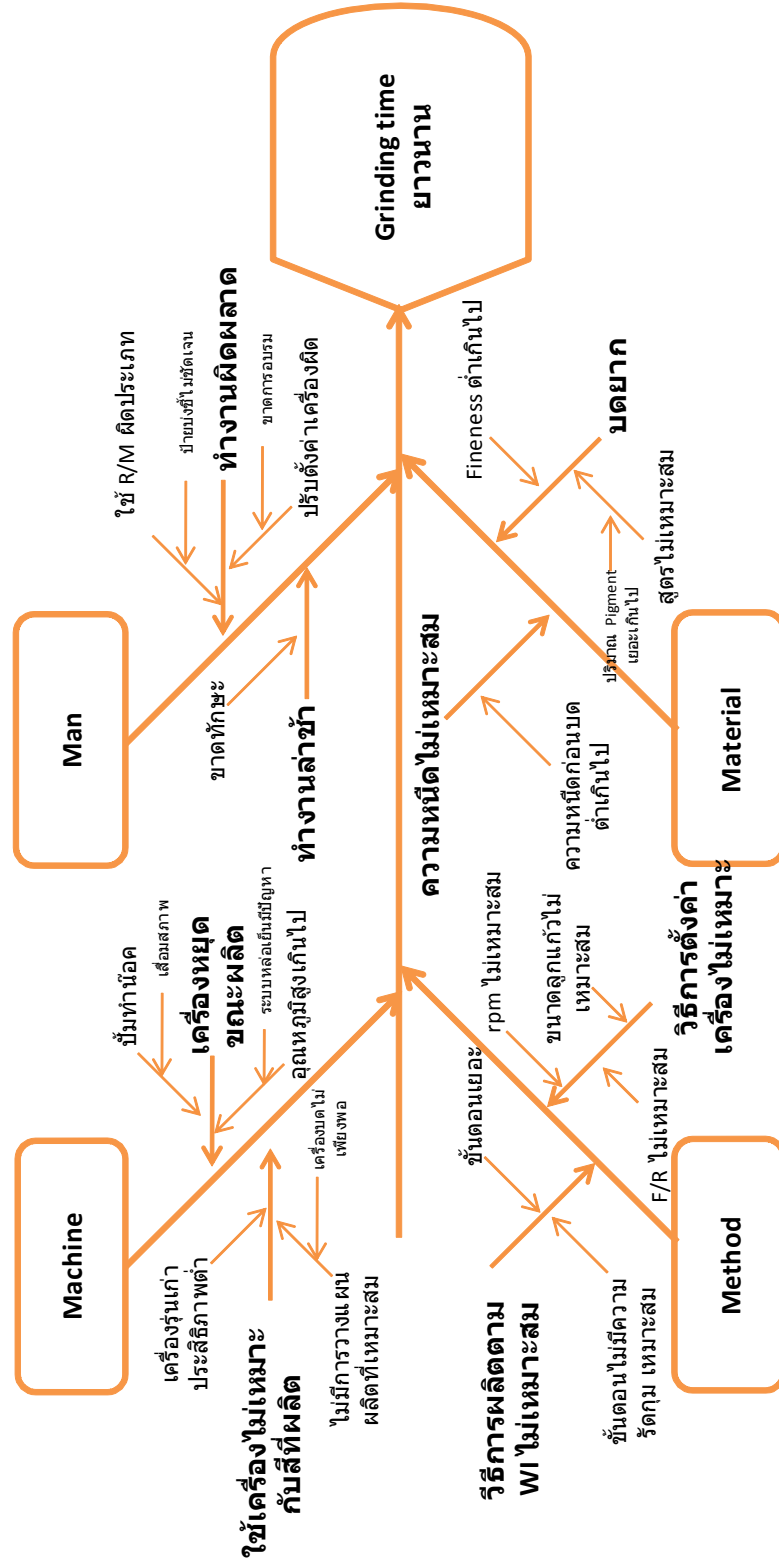 Machine
ปั๊มทำน๊อค
เสื่อมสภาพ
เครื่องหยุด
ขณะผลิต
ระบบหล่อเย็นมีปัญหา
อุณหภูมิสูงเกินไป
เครื่องรุ่นเก่า
ประสิธิภาพต่ำ
ใช้เครื่องไม่เหมาะ
กับสีที่ผลิต
เครื่องบดไม่
เพียงพอ
ไม่มีการวางแผน
ผลิตที่เหมาะสม
Man
ใช้ R/M ผิดประเภท
ป้ายบ่งชี้ไม่ชัดเจน
ทำงานผิดผลาด
ขาดการอบรม
ปรับตั้งค่าเครื่องผิด
ขาดทักษะ
ทำงานล่าช้า
Grinding time
ยาวนาน
Method
วิธีการผลิตตาม
WI ไม่เหมาะสม
ขั้นตอนเยอะ
ขั้นตอนไม่มีความ
รัดกุม เหมาะสม
rpm ไม่เหมาะสม
ขนาดลูกแก้วไม่
เหมาะสม
F/R ไม่เหมาะสม
วิธีการตั้งค่า
เครื่องไม่เหมาะ
Material
ความหนืดไม่เหมาะสม
ความหนืดก่อนบด
ต่ำเกินไป
Fineness ต่ำเกินไป
บดยาก
ปริมาณ Pigment
เยอะเกินไป
สูตรไม่เหมาะสม